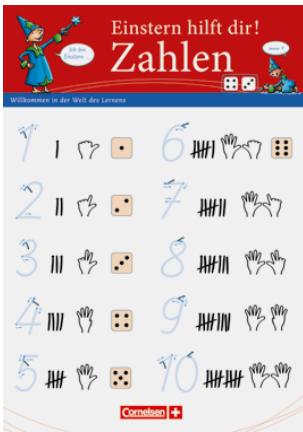 Einstern hilft dir!
Zahlen
Ich bin
Einstern ...
Willkommen in der Welt des Lernens
1 6
2 7
3 8
4 9
5 10
Cornelsen